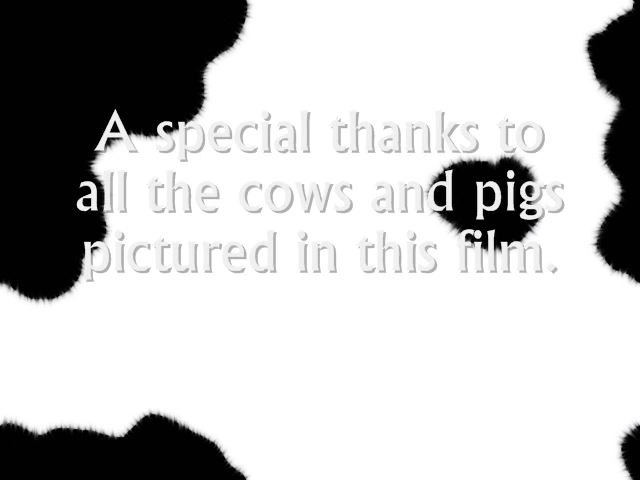 A special thanks to
all the cows and pigs
pictured in this film.